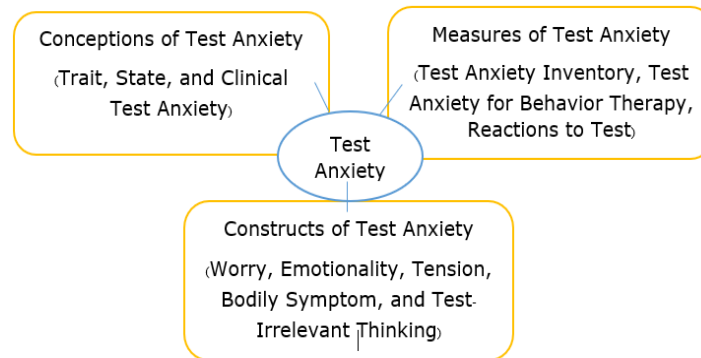 Conceptions of Test Anxiety
(Trait, State, and Clinical
Test Anxiety)
Measures of Test Anxiety
(Test Anxiety Inventory, Test
Anxiety for Behavior Therapy,
Reactions to Test)
Test
Anxiety
Constructs of Test Anxiety
(Worry, Emotionality, Tension,
Bodily Symptom, and Test-
Irrelevant Thinking)